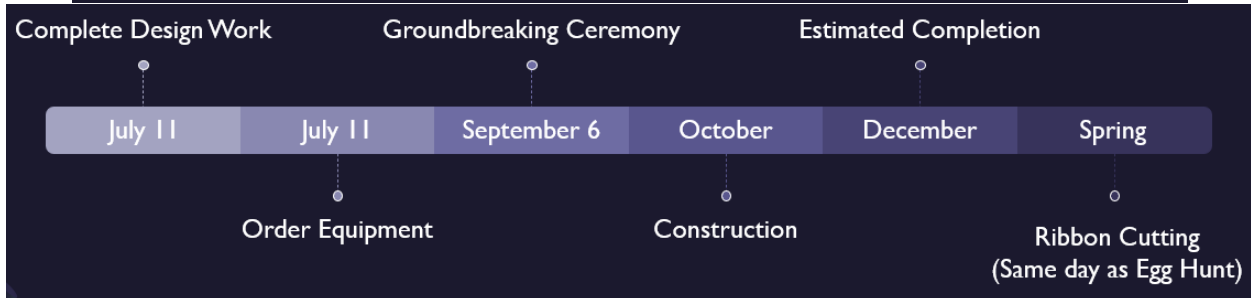 Complete Design Work
Groundbreaking Ceremony
Estimated Completion
July 11
July 11
September 6
October
December
Spring
Order Equipment
Construction
Ribbon Cutting
(Same day as Egg Hunt)